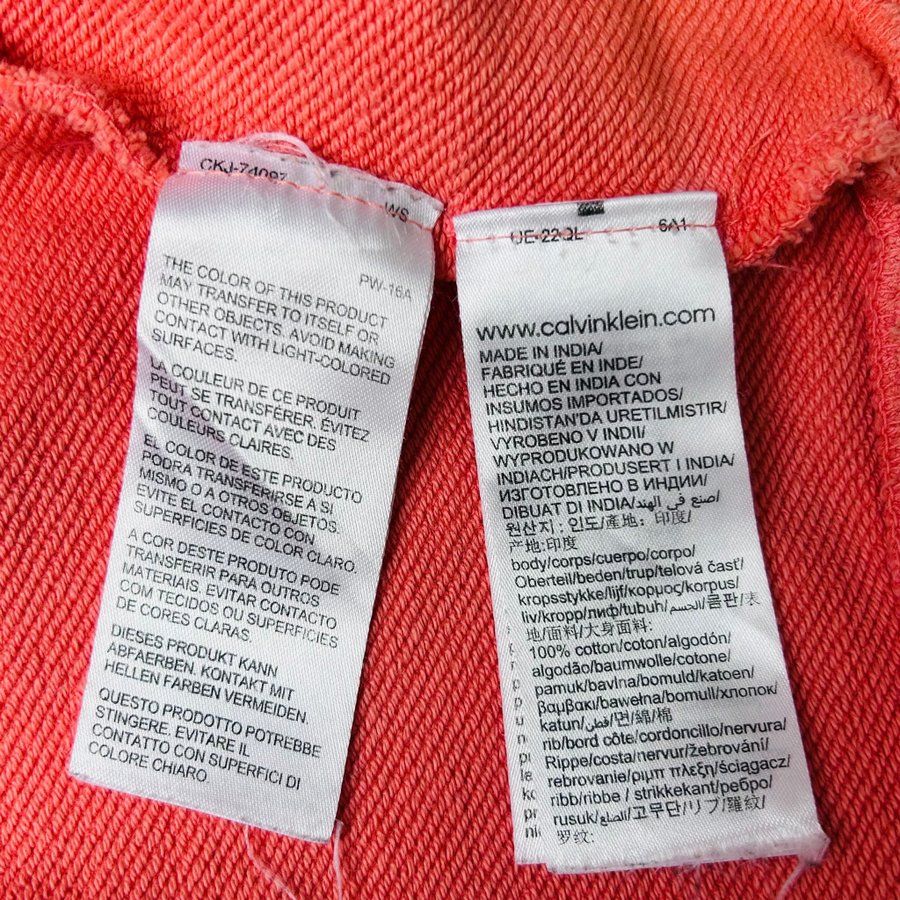 CKJ-74097
WS
PW-16A
THE COLOR OF THIS PRODUCT
MAY TRANSFER TO ITSELF OR
OTHER OBJECTS. AVOID MAKING
CONTACT WITH LIGHT-COLORED
SURFACES.
LA COULEUR DE CE PRODUIT
PEUT SE TRANSFÉRER. ÉVITEZ
TOUT CONTACT AVEC DES
COULEURS CLAIRES.
EL COLOR DE ESTE PRODUCTO
PODRA TRANSFERIRSE A SI
MISMO O A OTROS OBJETOS.
EVITE EL CONTACTO CON
SUPERFICIES DE COLOR CLARO.
A COR DESTE PRODUTO PODE
TRANSFERIR PARA OUTROS
MATERIAIS. EVITAR CONTACTO
COM TECIDOS OU SUPERFICIES
DE CORES CLARAS.
DIESES PRODUKT KANN
ABFAERBEN. KONTAKT MIT
HELLEN FARBEN VERMEIDEN.
QUESTO PRODOTTO POTREBBE
STINGERE. EVITARE IL
CONTATTO CON SUPERFICI DI
COLORE CHIARO
UE-22QL 6A1
www.calvinklein.com
MADE IN INDIA/
FABRIQUÉ EN INDE/
HECHO EN INDIA CON
INSUMOS IMPORTADOS/
HINDISTAN'DA URETILMISTIR/
VYROBENO V INDII/
WYPRODUKOWANO W
INDIACH/PRODUSERT I INDIA/
ИЗГОТОВЛЕНО В ИНДИИ/
DIBUAT DI INDIA/صنع في الهند/
원산지 : 인도/產地: 印度/
产地:印度
body/corps/cuerpo/corpo/
Oberteil/beden/trup/telová časť/
kropsstykke/lijf/κορμος/korpus/
liv/kropp/лиф/tubuh/الجسم/몸판/表
地/面料/大身面料:
100% cotton/coton/algodón/
algodão/baumwolle/cotone/
pamuk/bavlna/bomuld/katoen/
βαμβακι/bawełna/bomull/хлопок/
katun/قطن/면/綿/棉
rib/bord côte/cordoncillo/nervura/
Rippe/costa/nervur/žebrování/
rebrovanie/ριμπ πλεξη/ściągacz/
ribb/ribbe / strikkekant/ребро/
rusuk/الضلع/고무단/リブ/羅紋/
罗纹: